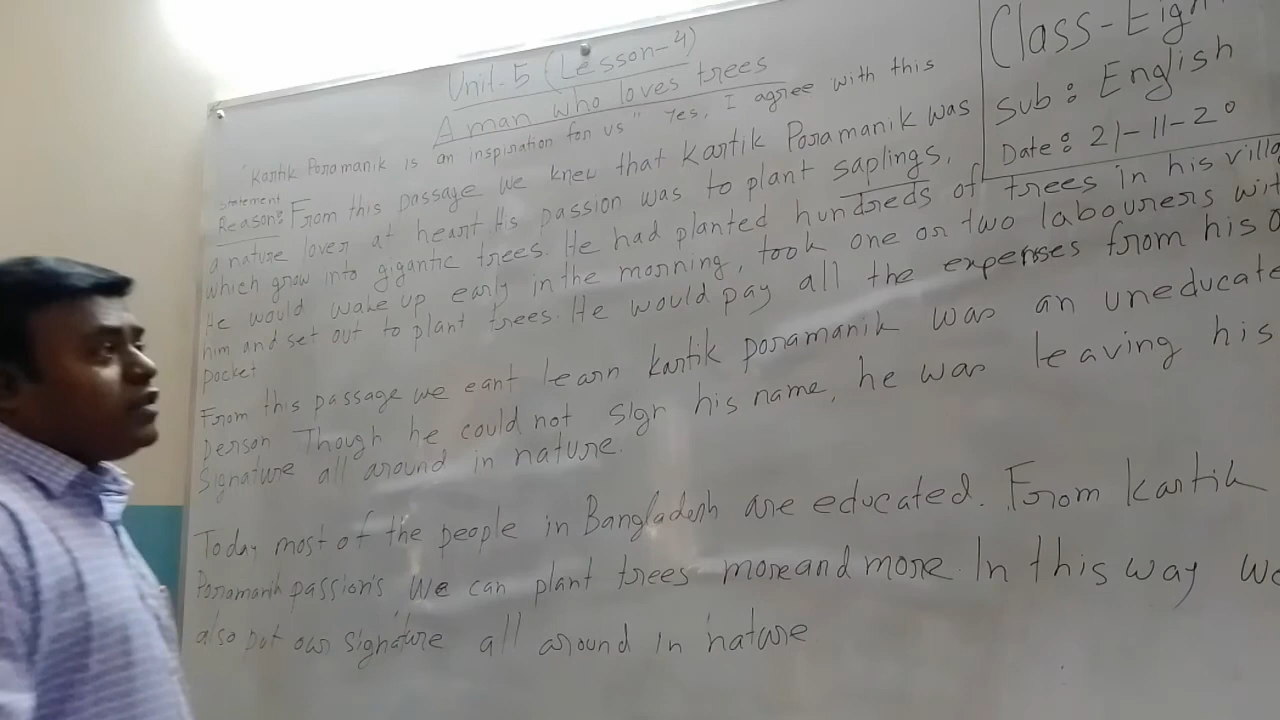 Unit-5 (Lesson-4)
A man who loves trees
Class-Eigh
Sub: English
Date: 21-11-20
"Kartik Poramanik is an inspiration for us" Yes, I agree with this
statement
Reason: From this passage we knew that Kartik Poramanik was
a nature lover at heart. His passion was to plant saplings,
which grow into gigantic trees. He had planted hundreds of trees in his villa
He would wake up early in the morning, took one or two labourers wit
him and set out to plant trees. He would pay all the expenses from his o
pocket
From this passage we learn Kartik poramanik was an uneducate
person Though he could not sign his name, he was leaving his
signature all around in nature.
Today most of the people in Bangladesh are educated. From Kartik
Poramanik passion's we can plant trees more and more. In this way we
also put our signature all around in nature